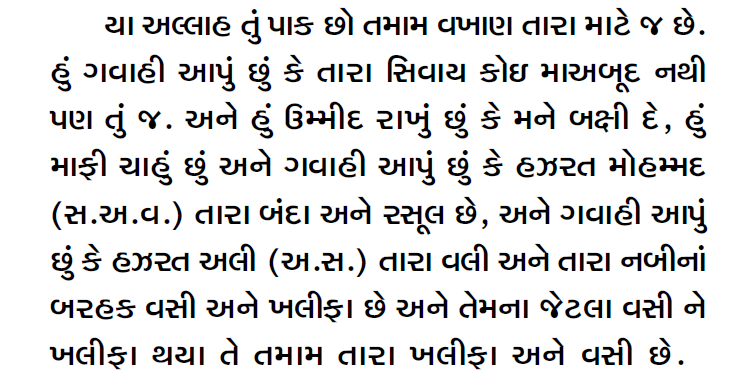 યા અલ્લાહ તું પાક છો તમામ વખાણ તારા માટે જ છે.
હું ગવાહી આપું છું કે તારા સિવાય કોઇ માઅબૂદ નથી
પણ તું જ. અને હું ઉમ્મીદ રાખું છું કે મને બક્ષી દે, હું
માફી ચાહું છું અને ગવાહી આપું છું કે હઝરત મોહમ્મદ
(સ.અ.વ.) તારા બંદા અને રસૂલ છે, અને ગવાહી આપું
છું કે હઝરત અલી (અ.સ.) તારા વલી અને તારા નબીનાં
બરહક વસી અને ખલીફા છે અને તેમના જેટલા વસી ને
ખલીફા થયા તે તમામ તારા ખલીફા અને વસી છે.